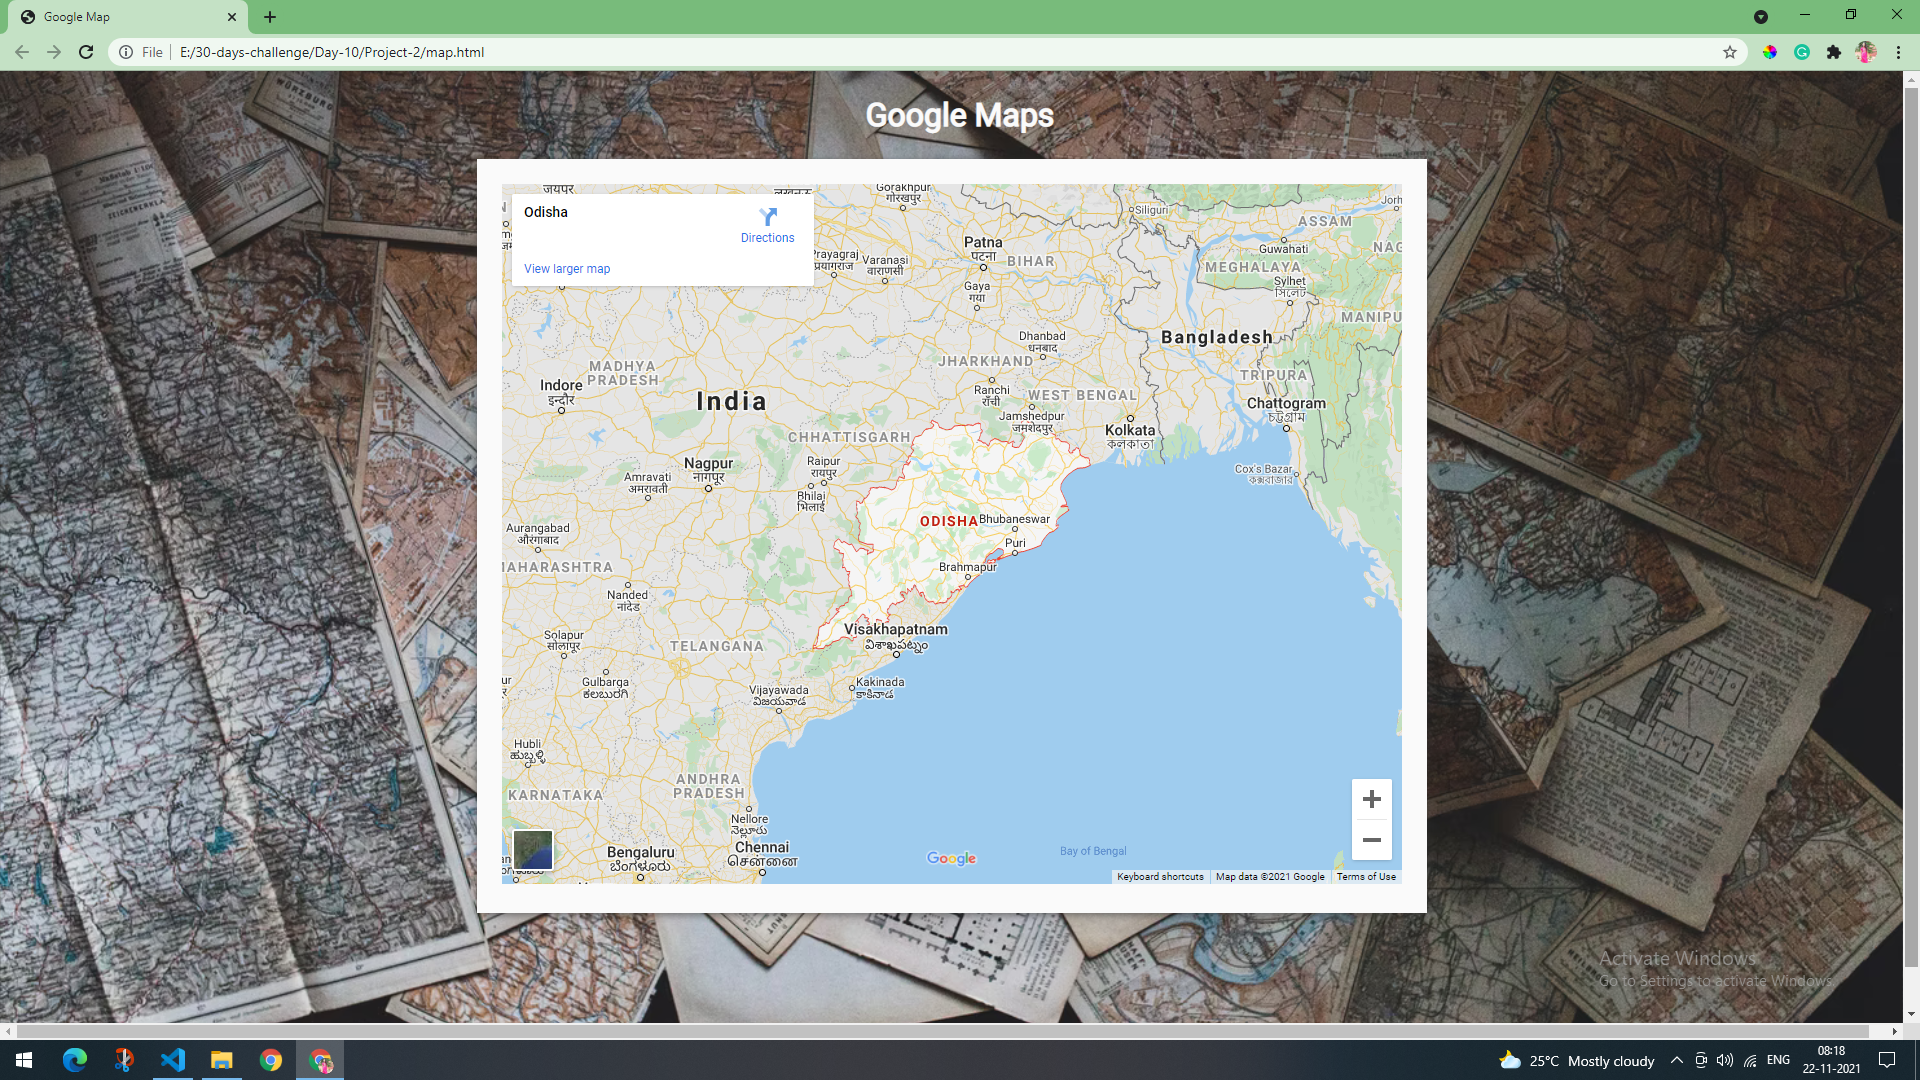 Google Map
File
E:/30-days-challenge/Day-10/Project-2/map.html
Google Maps
Odisha
Directions
View larger map
जयपुर
लखनऊ
Gorakhpur
गोरखपुर
Siliguri
Jorh
ASSAM
Guwahati
NAG
Patna
पटना
BIHAR
Prayagraj
प्रयागराज
Varanasi
वाराणसी
MEGHALAYA
Sylhet
সিলেট
Gaya
गया
MANIPU
Dhanbad
धनबाद
Bangladesh
JHARKHAND
MADHYA
PRADESH
TRIPURA
Indore
इन्दौर
Ranchi
राँची
WEST BENGAL
India
Chattogram
চট্টগ্রাম
Jamshedpur
जमशेदपुर
Kolkata
কলকাতা
CHHATTISGARH
Nagpur
नागपूर
Raipur
रायपुर
Cox's Bazar
কক্সবাজার
Amravati
अमरावती
Bhilai
भिलाई
ODISHA
Bhubaneswar
Aurangabad
औरंगाबाद
Puri
MAHARASHTRA
Brahmapur
Nanded
नांदेड
Solapur
सोलापूर
Visakhapatnam
విశాఖపట్నం
TELANGANA
Gulbarga
ಕಲಬುರಗಿ
Vijayawada
విజయవాడ
Kakinada
కాకినాడ
Hubli
ಹುಬ್ಬಳ್ಳಿ
ANDHRA
PRADESH
KARNATAKA
Nellore
నెల్లూరు
Bengaluru
ಬೆಂಗಳೂರು
Chennai
சென்னை
Google
Bay of Bengal
Keyboard shortcuts
Map data ©2021 Google
Terms of Use
Activate Windows
Go to Settings to activate Windows.
25°C Mostly cloudy
ENG
08:18
22-11-2021